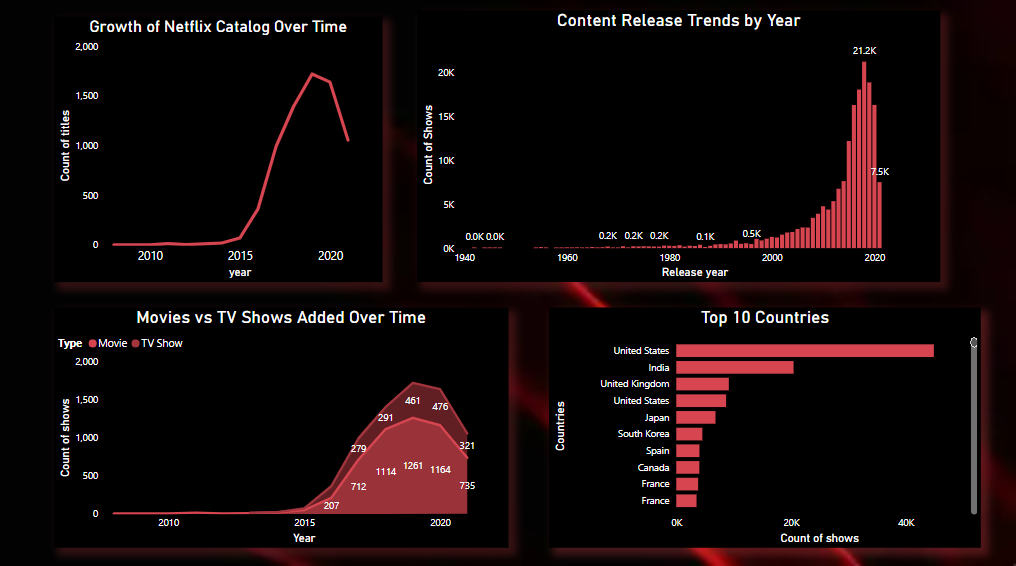 Growth of Netflix Catalog Over Time
2,000
1,500
1,000
500
0
Count of titles
2010
2015
2020
year
Content Release Trends by Year
20K
15K
10K
5K
0K
Count of Shows
0.0K 0.0K
0.2K
0.2K
0.2K
0.1K
0.5K
21.2K
7.5K
1940
1960
1980
2000
2020
Release year
Movies vs TV Shows Added Over Time
Type Movie TV Show
2,000
1,500
1,000
500
0
Count of shows
279
291
461
476
321
207
712
1114
1261
1164
735
2010
2015
2020
Year
Top 10 Countries
Countries
United States
India
United Kingdom
United States
Japan
South Korea
Spain
Canada
France
France
0K
20K
40K
Count of shows